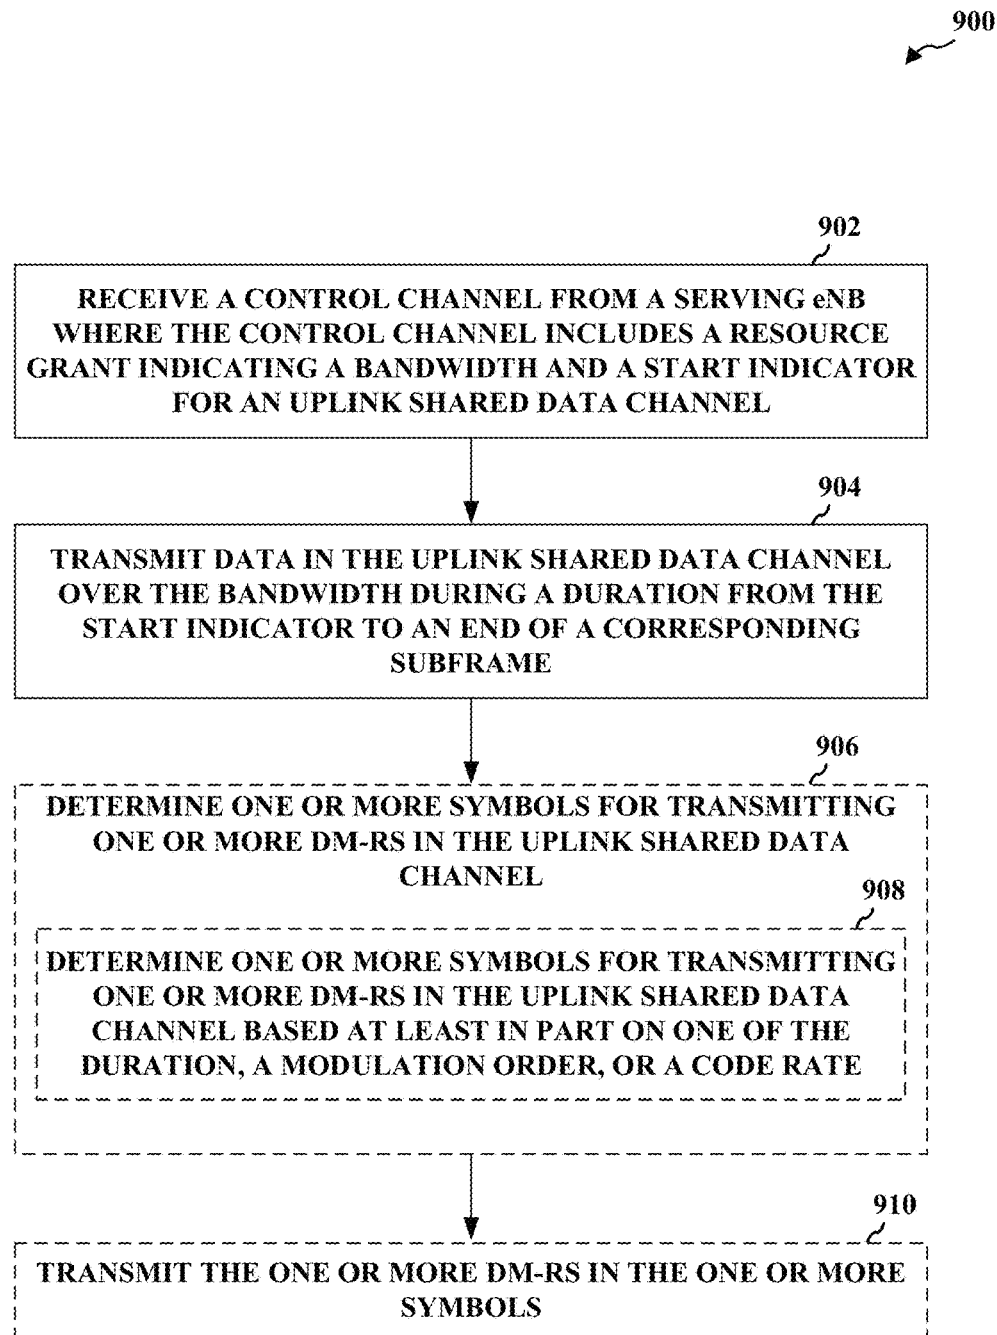 900
902
RECEIVE A CONTROL CHANNEL FROM A SERVING eNB
WHERE THE CONTROL CHANNEL INCLUDES A RESOURCE
GRANT INDICATING A BANDWIDTH AND A START INDICATOR
FOR AN UPLINK SHARED DATA CHANNEL
904
TRANSMIT DATA IN THE UPLINK SHARED DATA CHANNEL
OVER THE BANDWIDTH DURING A DURATION FROM THE
START INDICATOR TO AN END OF A CORRESPONDING
SUBFRAME
906
DETERMINE ONE OR MORE SYMBOLS FOR TRANSMITTING
ONE OR MORE DM-RS IN THE UPLINK SHARED DATA
CHANNEL
908
DETERMINE ONE OR MORE SYMBOLS FOR TRANSMITTING
ONE OR MORE DM-RS IN THE UPLINK SHARED DATA
CHANNEL BASED AT LEAST IN PART ON ONE OF THE
DURATION, A MODULATION ORDER, OR A CODE RATE
910
TRANSMIT THE ONE OR MORE DM-RS IN THE ONE OR MORE
SYMBOLS